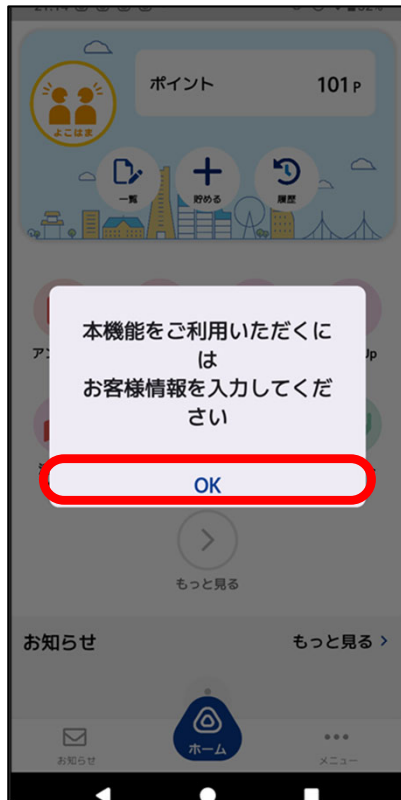 ポイント 101 P
よこはま
一覧 貯める 履歴
本機能をご利用いただくに
は
お客様情報を入力してくだ
さい
OK
もっと見る
お知らせ もっと見る
ホーム
お知らせ メニュー